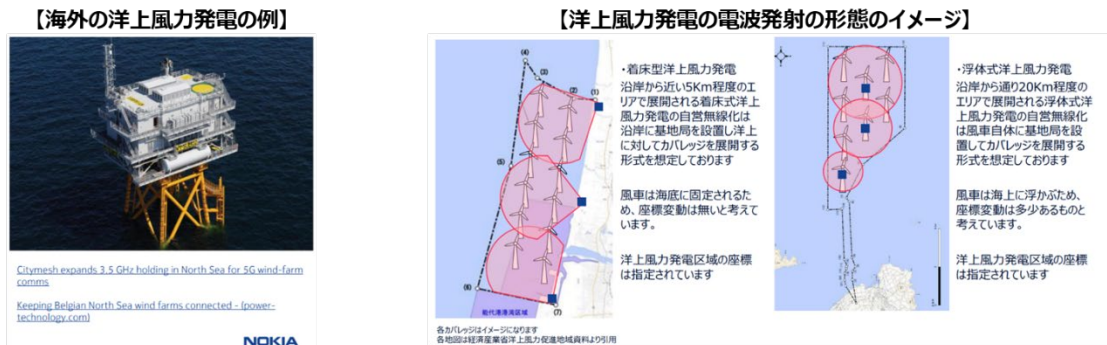 【海外の洋上風力発電の例】
【洋上風力発電の電波発射の形態のイメージ】
Citymesh expands 3.5 GHz holding in North Sea for 5G wind-farm
comms
Keeping Belgian North Sea wind farms connected - (power-
technology.com)
NOKIA
(4)
(3)
(2)
(1)
(5)
(6)
(7)
能代港港湾区域
各カバレッジはイメージになります
各地図は経済産業省洋上風力促進地域資料より引用
・着床型洋上風力発電
沿岸から近い5Km程度のエ
リアで展開される着床式洋上
風力発電の自営無線化は
沿岸に基地局を設置し洋上
に対してカバレッジを展開する
形式を想定しております
風車は海底に固定されるた
め、座標変動は無いと考えて
います。
洋上風力発電区域の座標
は指定されています
・浮体式洋上風力発電
沿岸から通り20Km程度の
エリアで展開される浮体式洋
上風力発電の自営無線化
は風車自体に基地局を設
置してカバレッジを展開する
形式を想定しております
風車は海上に浮かぶため、
座標変動は多少あるものと
考えています。
洋上風力発電区域の座標
は指定されています